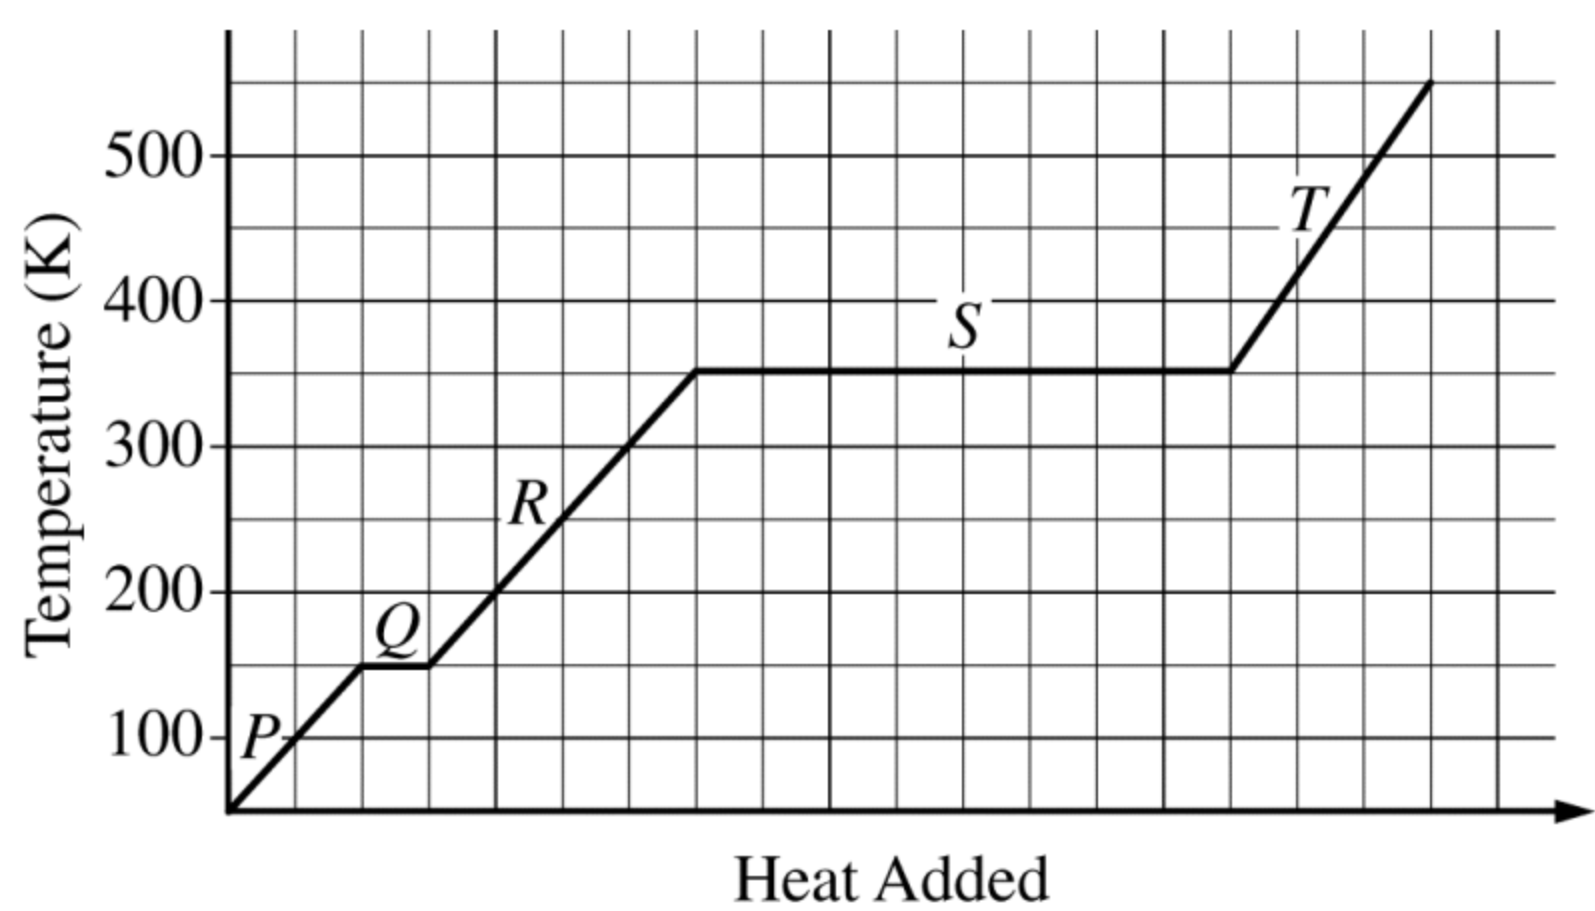 Temperature (K)
500
400
300
200
100
P
Q
R
S
T
Heat Added